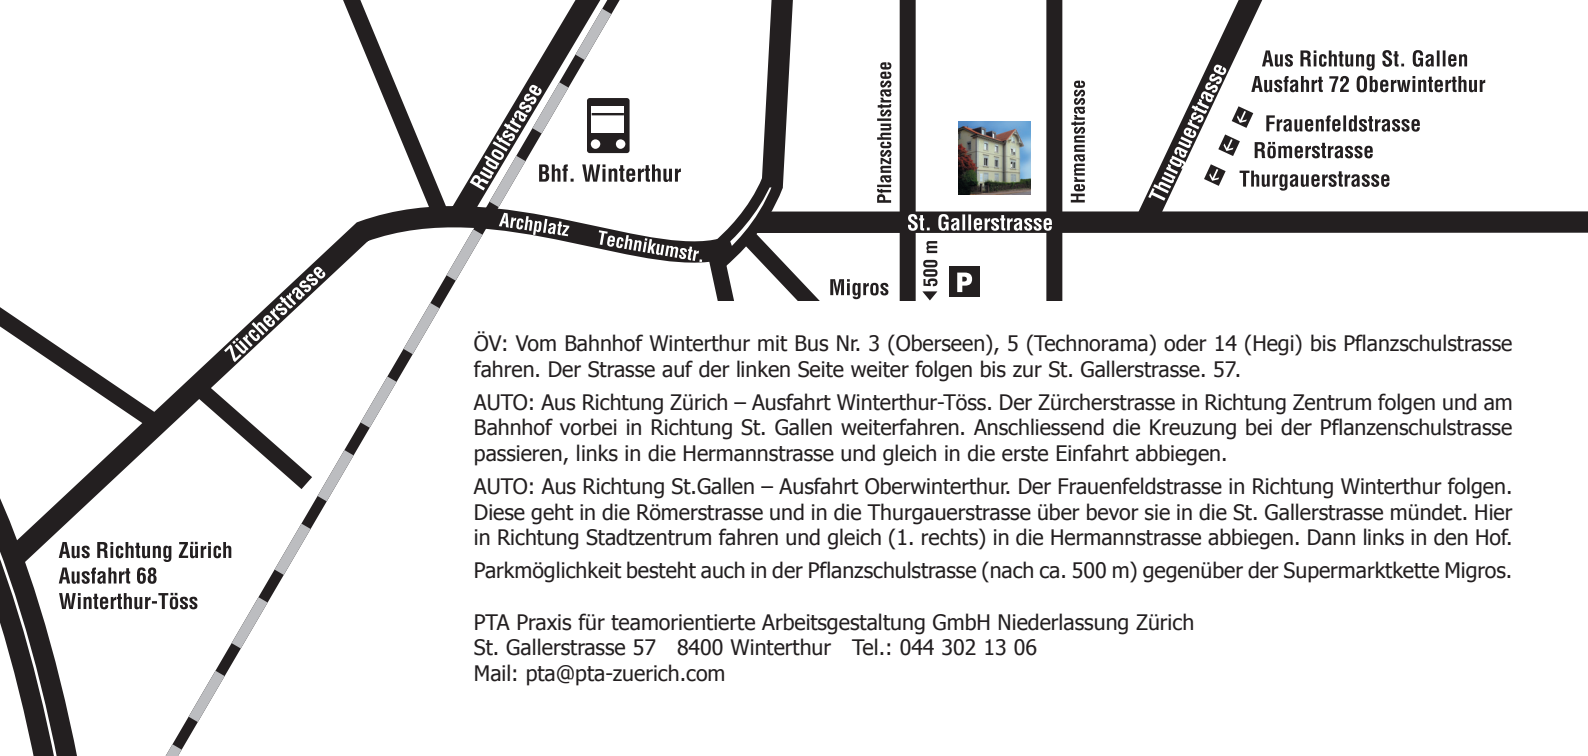 Aus Richtung St. Gallen
Ausfahrt 72 Oberwinterthur
Frauenfeldstrasse
Römerstrasse
Thurgauerstrasse
Thurgauerstrasse
Hermannstrasse
Pflanzschulstrasee
Rudolfstrasse
Bhf. Winterthur
Archplatz
Technikumstr.
St. Gallerstrasse
500 m
P
Migros
Zürcherstrasse
Aus Richtung Zürich
Ausfahrt 68
Winterthur-Töss
ÖV: Vom Bahnhof Winterthur mit Bus Nr. 3 (Oberseen), 5 (Technorama) oder 14 (Hegi) bis Pflanzschulstrasse
fahren. Der Strasse auf der linken Seite weiter folgen bis zur St. Gallerstrasse. 57.
AUTO: Aus Richtung Zürich – Ausfahrt Winterthur-Töss. Der Zürcherstrasse in Richtung Zentrum folgen und am
Bahnhof vorbei in Richtung St. Gallen weiterfahren. Anschliessend die Kreuzung bei der Pflanzenschulstrasse
passieren, links in die Hermannstrasse und gleich in die erste Einfahrt abbiegen.
AUTO: Aus Richtung St.Gallen – Ausfahrt Oberwinterthur. Der Frauenfeldstrasse in Richtung Winterthur folgen.
Diese geht in die Römerstrasse und in die Thurgauerstrasse über bevor sie in die St. Gallerstrasse mündet. Hier
in Richtung Stadtzentrum fahren und gleich (1. rechts) in die Hermannstrasse abbiegen. Dann links in den Hof.
Parkmöglichkeit besteht auch in der Pflanzschulstrasse (nach ca. 500 m) gegenüber der Supermarktkette Migros.
PTA Praxis für teamorientierte Arbeitsgestaltung GmbH Niederlassung Zürich
St. Gallerstrasse 57 8400 Winterthur Tel.: 044 302 13 06
Mail: pta@pta-zuerich.com